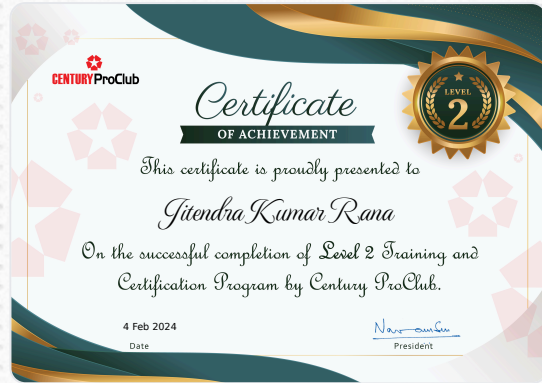 CENTURY ProClub
LEVEL
2
Certificate
OF ACHIEVEMENT
This certificate is proudly presented to
Jitendra Kumar Rana
On the successful completion of Level 2 Training and
Certification Program by Century ProClub.
4 Feb 2024
Date
President